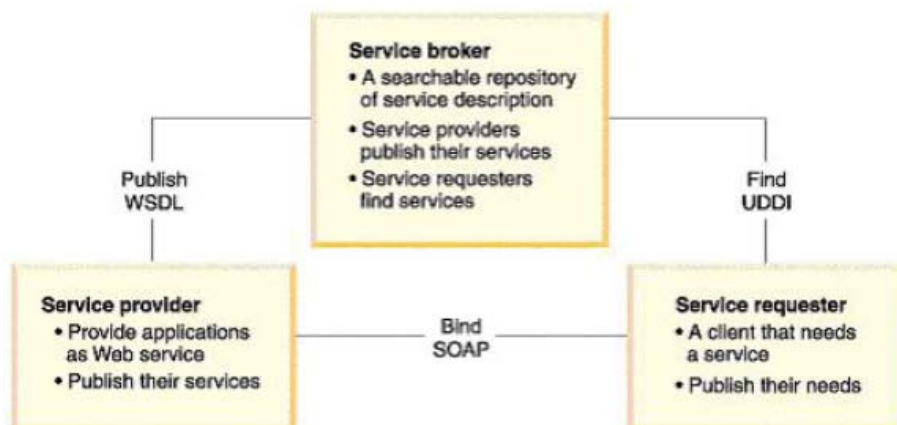 Service broker
• A searchable repository
of service description
• Service providers
publish their services
• Service requesters
find services
Publish
WSDL
Find
UDDI
Service provider
• Provide applications
as Web service
• Publish their services
Bind
SOAP
Service requester
• A client that needs
a service
• Publish their needs